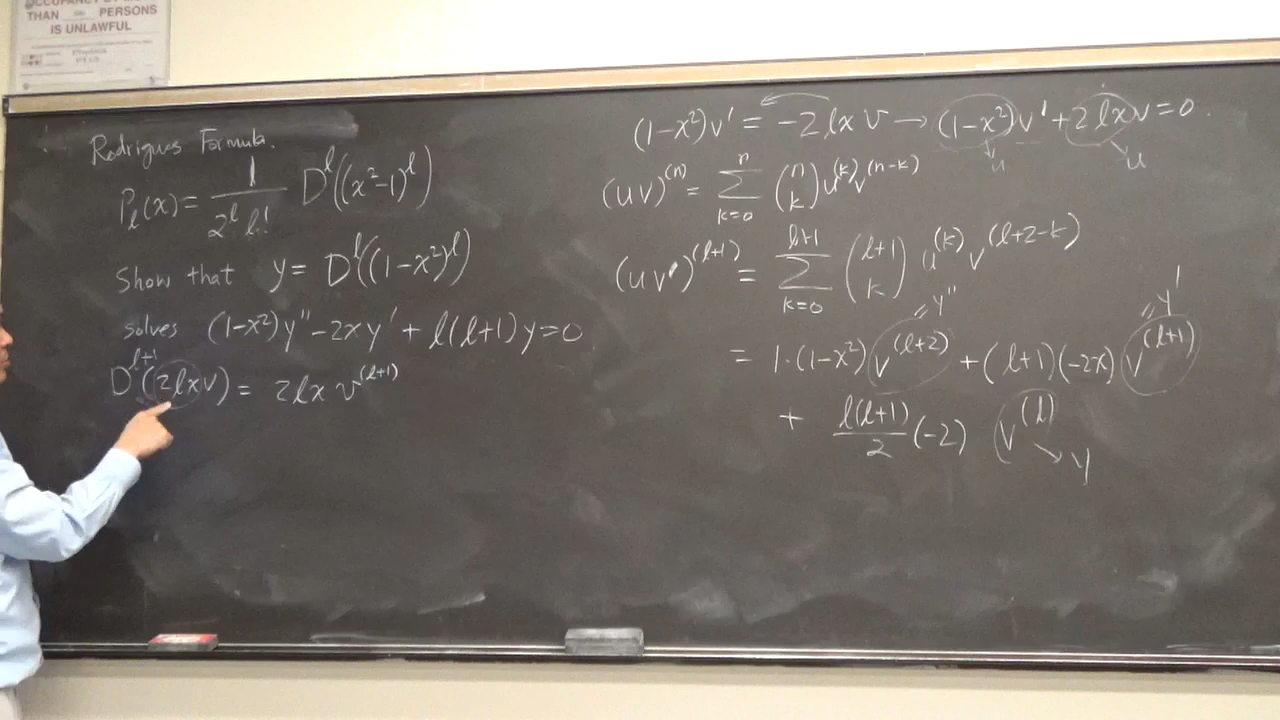 THAN PERSONS
IS UNLAWFUL
Rodrigues Formula.
P_l(x) = 1/(2^l l!) D^l((x²-1)^l)
Show that y = D^l((1-x²)^l)
solves (1-x²)y'' - 2xy' + l(l+1)y = 0
D^{l+1}(2lxv) = 2lx v^{(l+1)}
(1-x²)v' = -2lxv → (1-x²)v' + 2lxv = 0.
u u
(uv)^{(n)} = Σ_{k=0}^{n} (n k) u^{(k)} v^{(n-k)}
(uv')^{(l+1)} = Σ_{k=0}^{l+1} (l+1 k) u^{(k)} v^{(l+2-k)}
= y'' = y'
= 1·(1-x²) v^{(l+2)} + (l+1)(-2x) v^{(l+1)}
+ l(l+1)/2 (-2) v^{(l)} → y